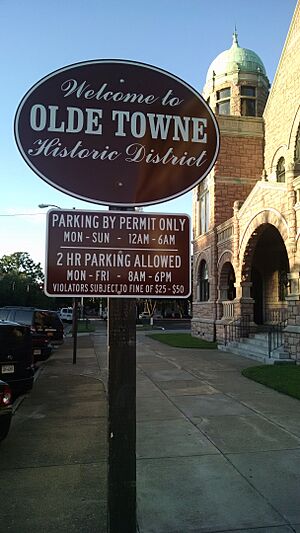 Welcome to
OLDE TOWNE
Historic District
PARKING BY PERMIT ONLY
MON - SUN - 12AM - 6AM
2 HR PARKING ALLOWED
MON - FRI - 8AM - 6PM
VIOLATORS SUBJECT TO FINE OF $25 - $50